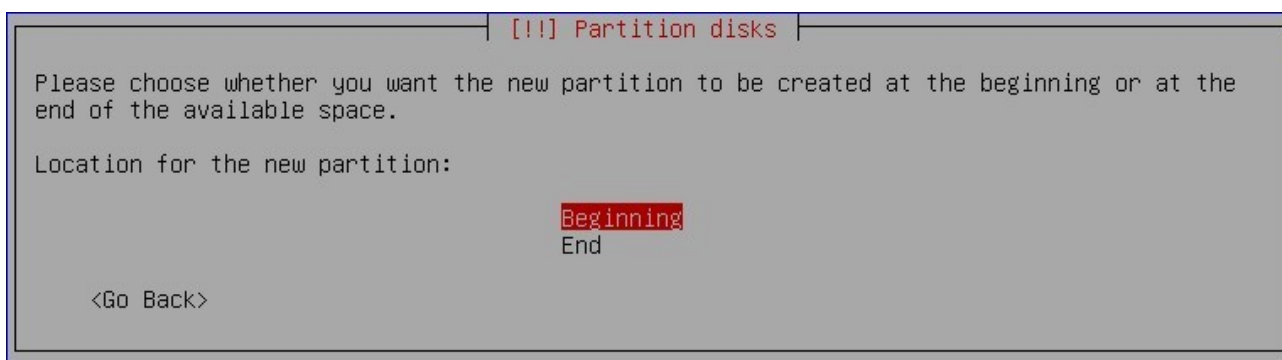 [!!] Partition disks
Please choose whether you want the new partition to be created at the beginning or at the
end of the available space.
Location for the new partition:
Beginning
End
<Go Back>